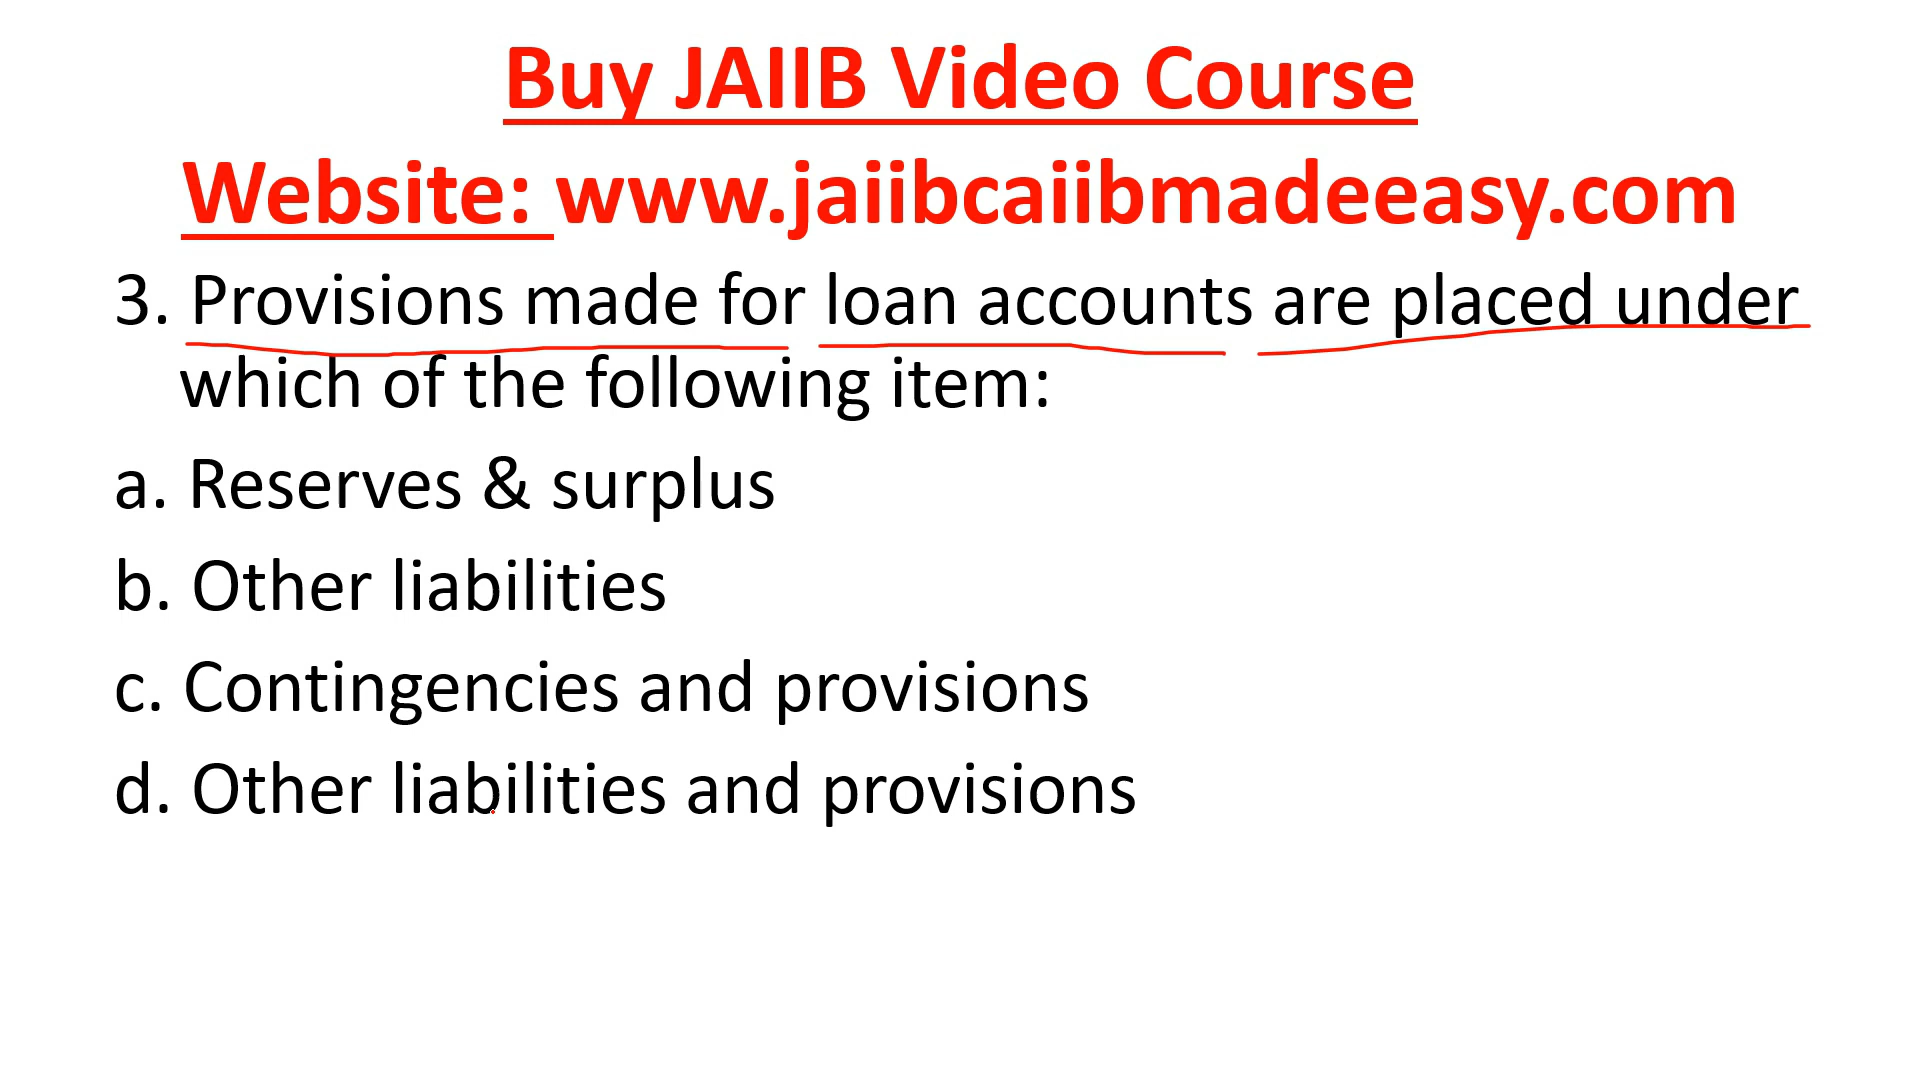 Buy JAIIB Video Course
Website: www.jaiibcaiibmadeeasy.com
3. Provisions made for loan accounts are placed under
which of the following item:
a. Reserves & surplus
b. Other liabilities
c. Contingencies and provisions
d. Other liabilities and provisions